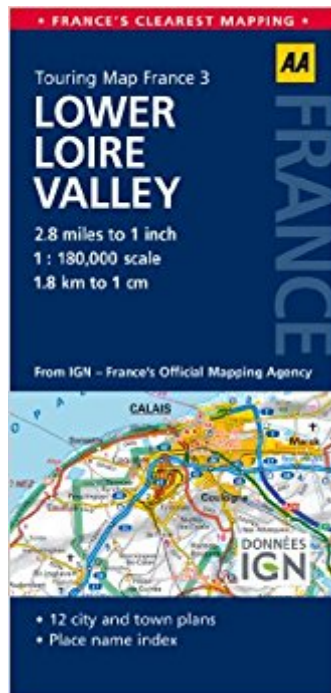 • FRANCE'S CLEAREST MAPPING •
AA
Touring Map France 3
FRANCE
LOWER
LOIRE
VALLEY
2.8 miles to 1 inch
1 : 180,000 scale
1.8 km to 1 cm
From IGN – France's Official Mapping Agency
CALAIS
Marck
Coulogne
DONNÉES
IGN
• 12 city and town plans
• Place name index